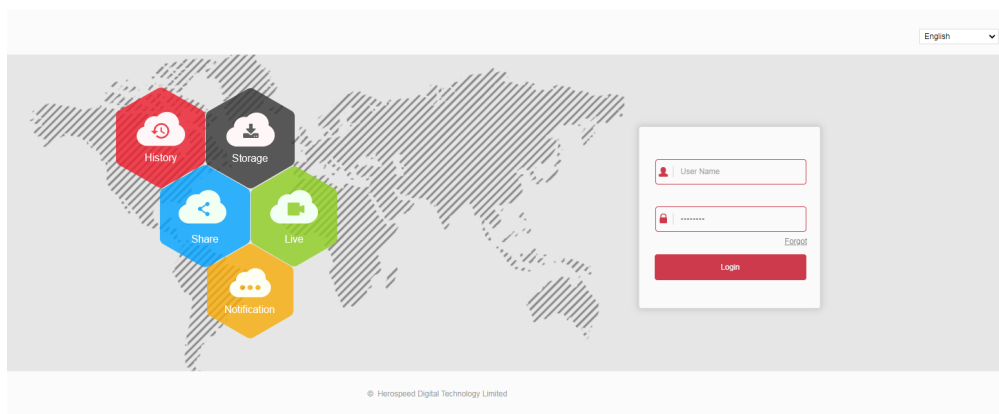 English
History
Storage
Share
Live
Notification
User Name
--------
Forgot
Login
© Herospeed Digital Technology Limited